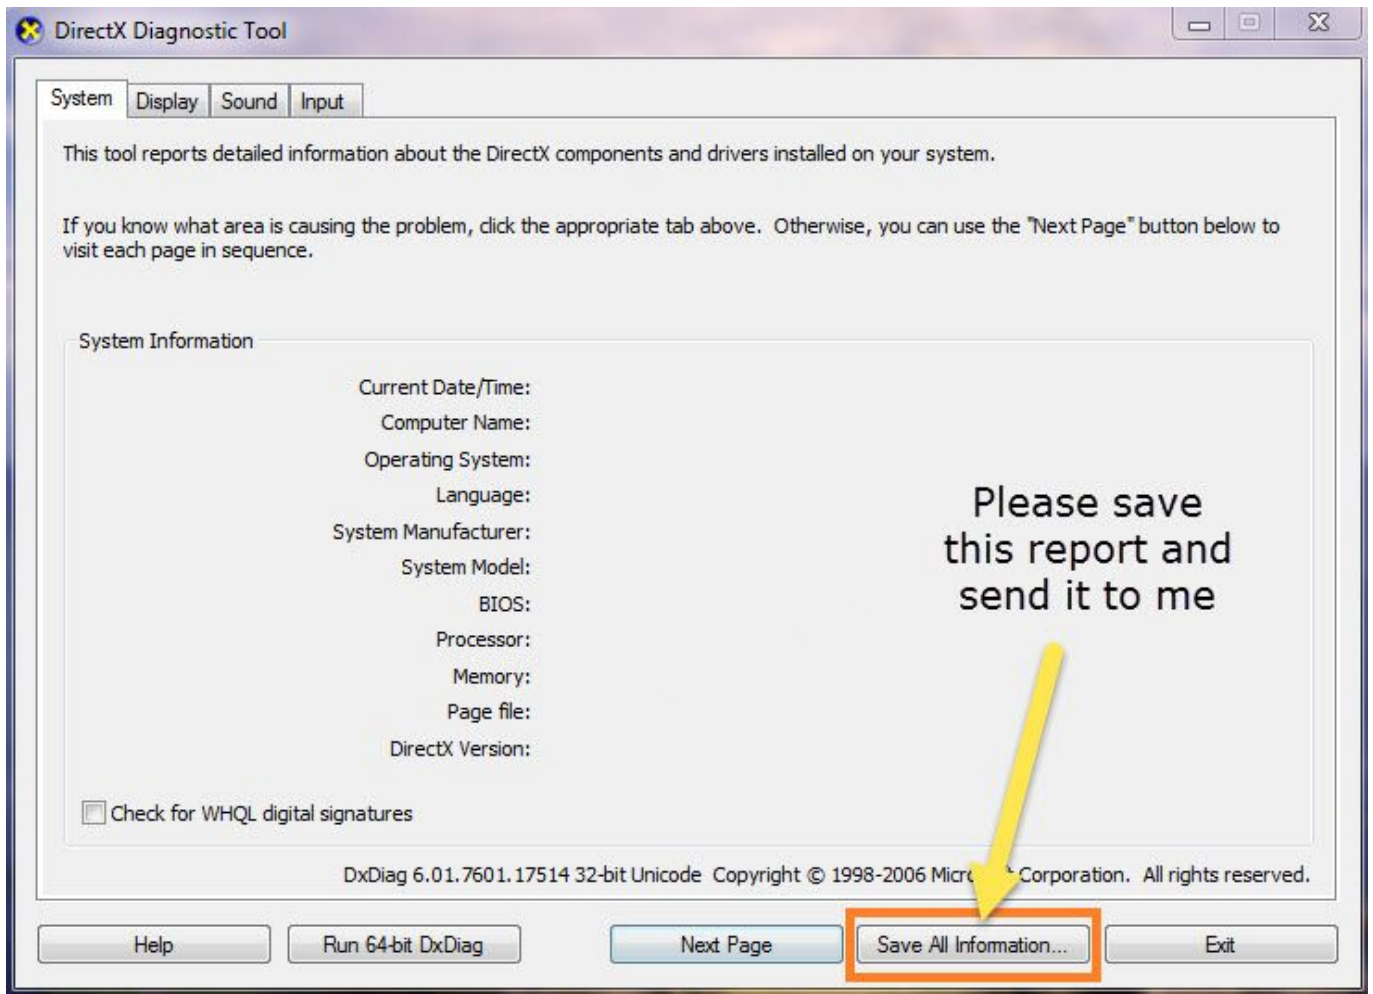 DirectX Diagnostic Tool
System Display Sound Input
This tool reports detailed information about the DirectX components and drivers installed on your system.
If you know what area is causing the problem, click the appropriate tab above. Otherwise, you can use the "Next Page" button below to
visit each page in sequence.
System Information
Current Date/Time:
Computer Name:
Operating System:
Language:
System Manufacturer:
System Model:
BIOS:
Processor:
Memory:
Page file:
DirectX Version:
Please save
this report and
send it to me
Check for WHQL digital signatures
DxDiag 6.01.7601.17514 32-bit Unicode Copyright © 1998-2006 Microsoft Corporation. All rights reserved.
Help Run 64-bit DxDiag Next Page Save All Information... Exit